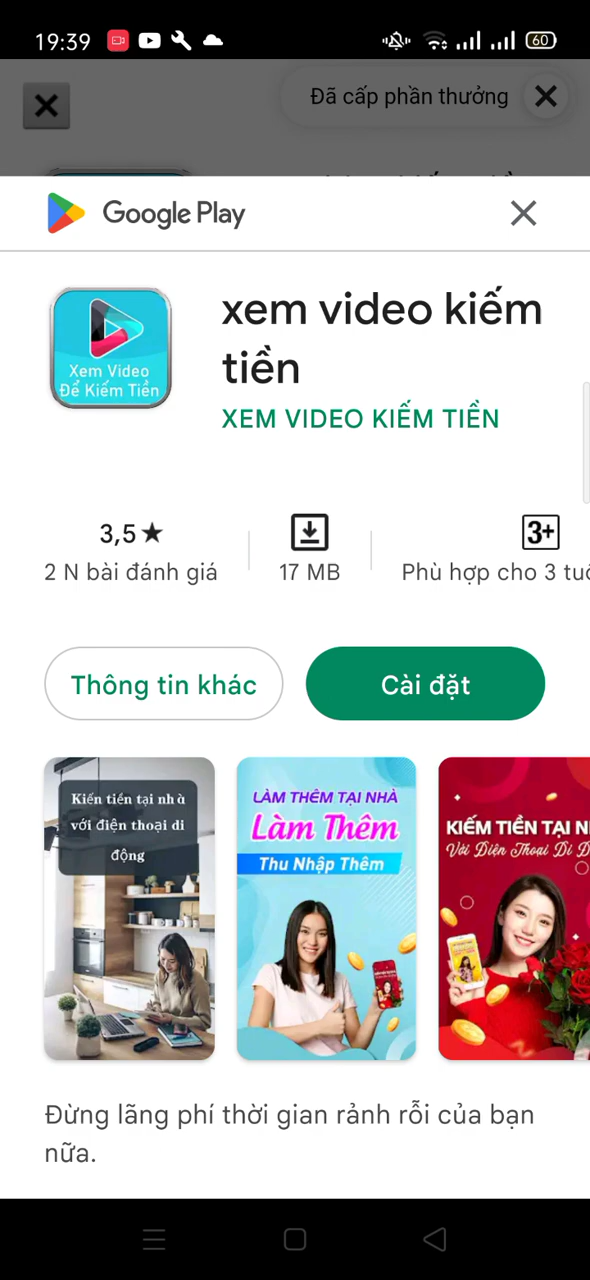 19:39
60
Đã cấp phần thưởng
Google Play
xem video kiếm
tiền
XEM VIDEO KIẾM TIỀN
Xem Video
Để Kiếm Tiền
3,5★
2 N bài đánh giá
17 MB
3+
Phù hợp cho 3 tuổ
Thông tin khác
Cài đặt
Kiến tiền tại nhà
với điện thoại di
động
LÀM THÊM TẠI NHÀ
Làm Thêm
Thu Nhập Thêm
KIẾM TIỀN TẠI N
Với Điện Thoại Di Đ
Đừng lãng phí thời gian rảnh rỗi của bạn
nữa.